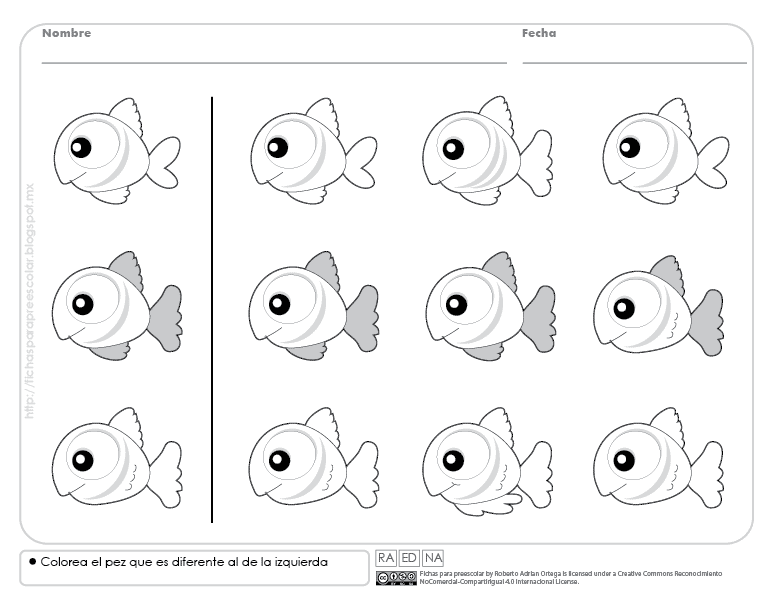 Nombre
Fecha
http://fichasparapreescolar.blogspot.mx
● Colorea el pez que es diferente al de la izquierda
RA ED NA
Fichas para preescolar by Roberto Adrián Ortega is licensed under a Creative Commons Reconocimiento
NoComercial-CompartirIgual 4.0 Internacional License.